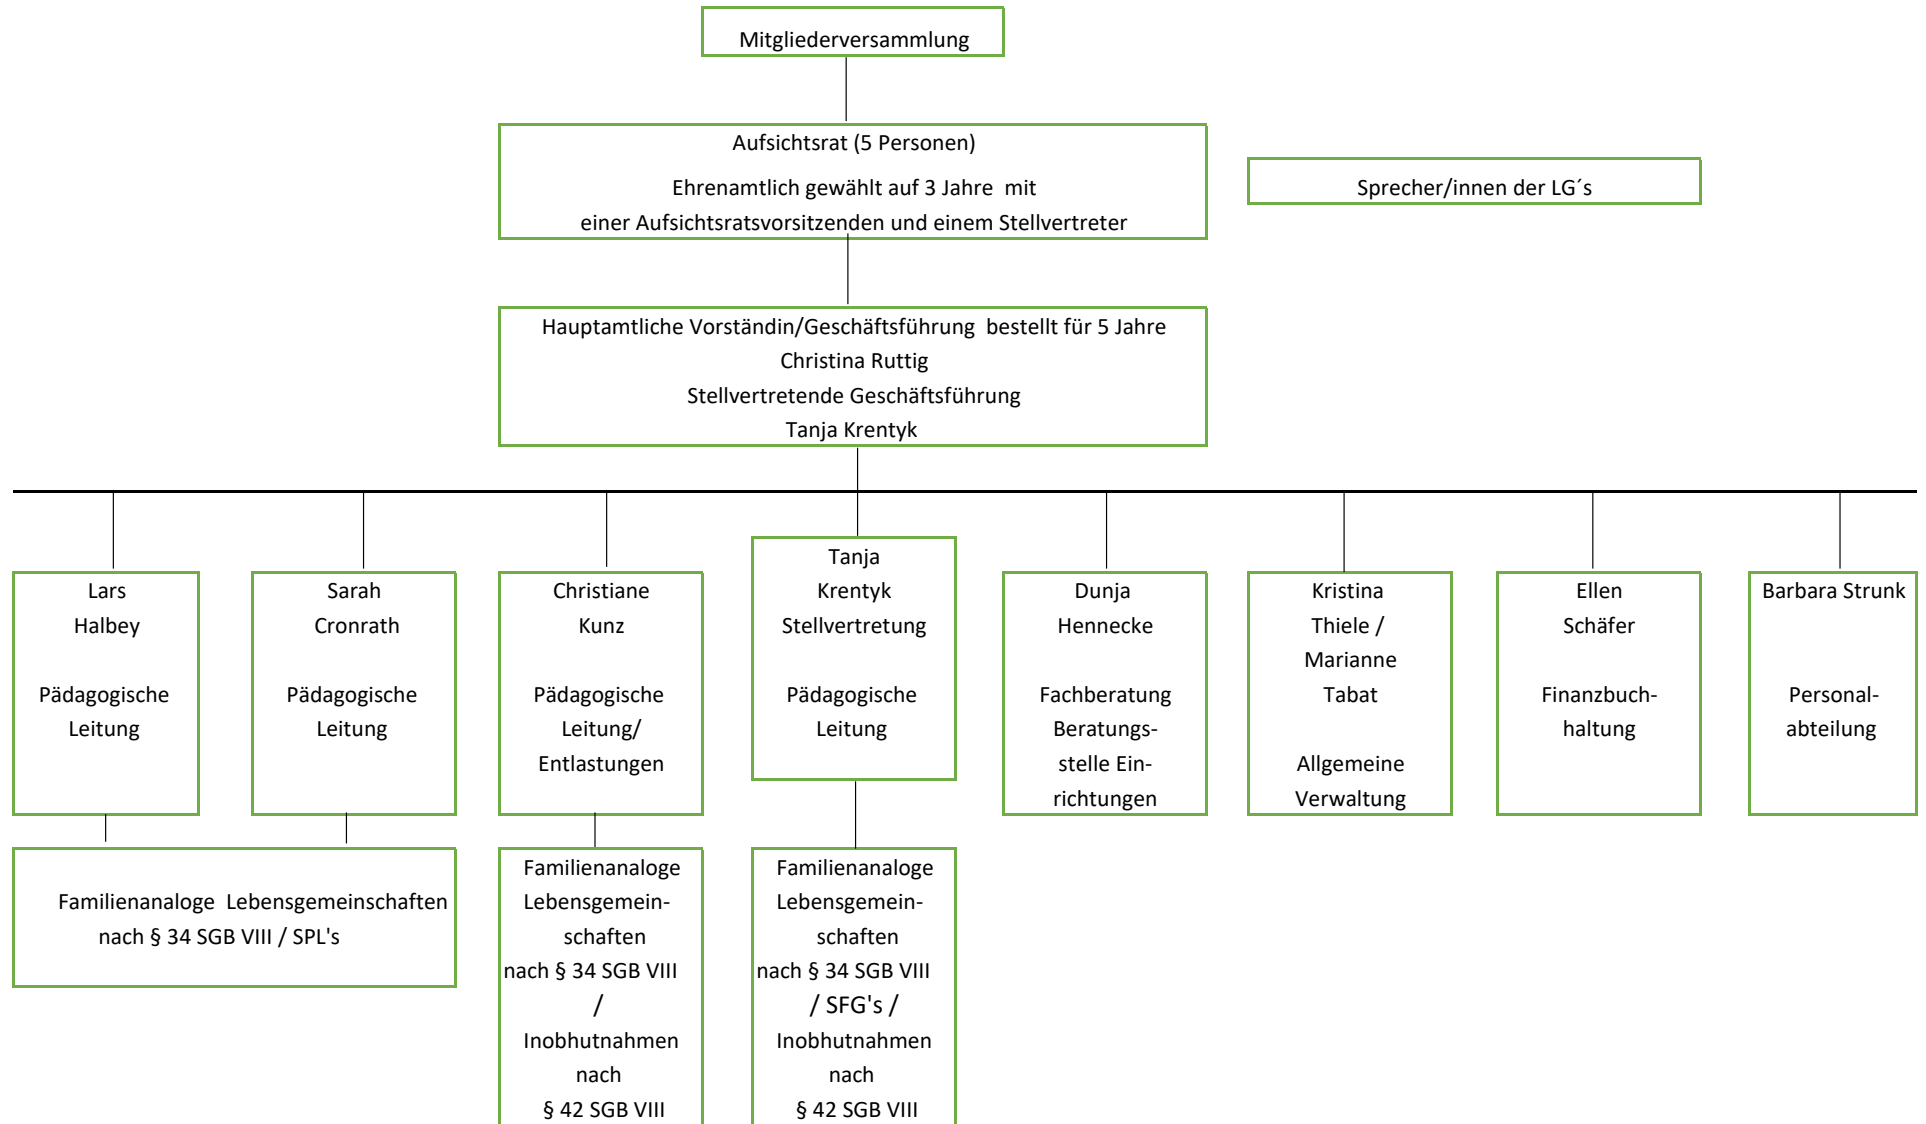 Mitgliederversammlung
Aufsichtsrat (5 Personen)
Ehrenamtlich gewählt auf 3 Jahre  mit
einer Aufsichtsratsvorsitzenden und einem Stellvertreter
Sprecher/innen der LG´s
Hauptamtliche Vorständin/Geschäftsführung  bestellt für 5 Jahre
Christina Ruttig
Stellvertretende Geschäftsführung
Tanja Krentyk
Lars
Halbey
Pädagogische
Leitung
Sarah
Cronrath
Pädagogische
Leitung
Christiane
Kunz
Pädagogische
Leitung/
Entlastungen
Tanja
Krentyk
Stellvertretung
Pädagogische
Leitung
Dunja
Hennecke
Fachberatung
Beratungs-
stelle Ein-
richtungen
Kristina
Thiele /
Marianne
Tabat
Allgemeine
Verwaltung
Ellen
Schäfer
Finanzbuch-
haltung
Barbara Strunk
Personal-
abteilung
Familienanaloge  Lebensgemeinschaften
nach § 34 SGB VIII / SPL's
Familienanaloge
Lebensgemein-
schaften
nach § 34 SGB VIII
/
Inobhutnahmen
nach
§ 42 SGB VIII
Familienanaloge
Lebensgemein-
schaften
nach § 34 SGB VIII
/ SFG's /
Inobhutnahmen
nach
§ 42 SGB VIII